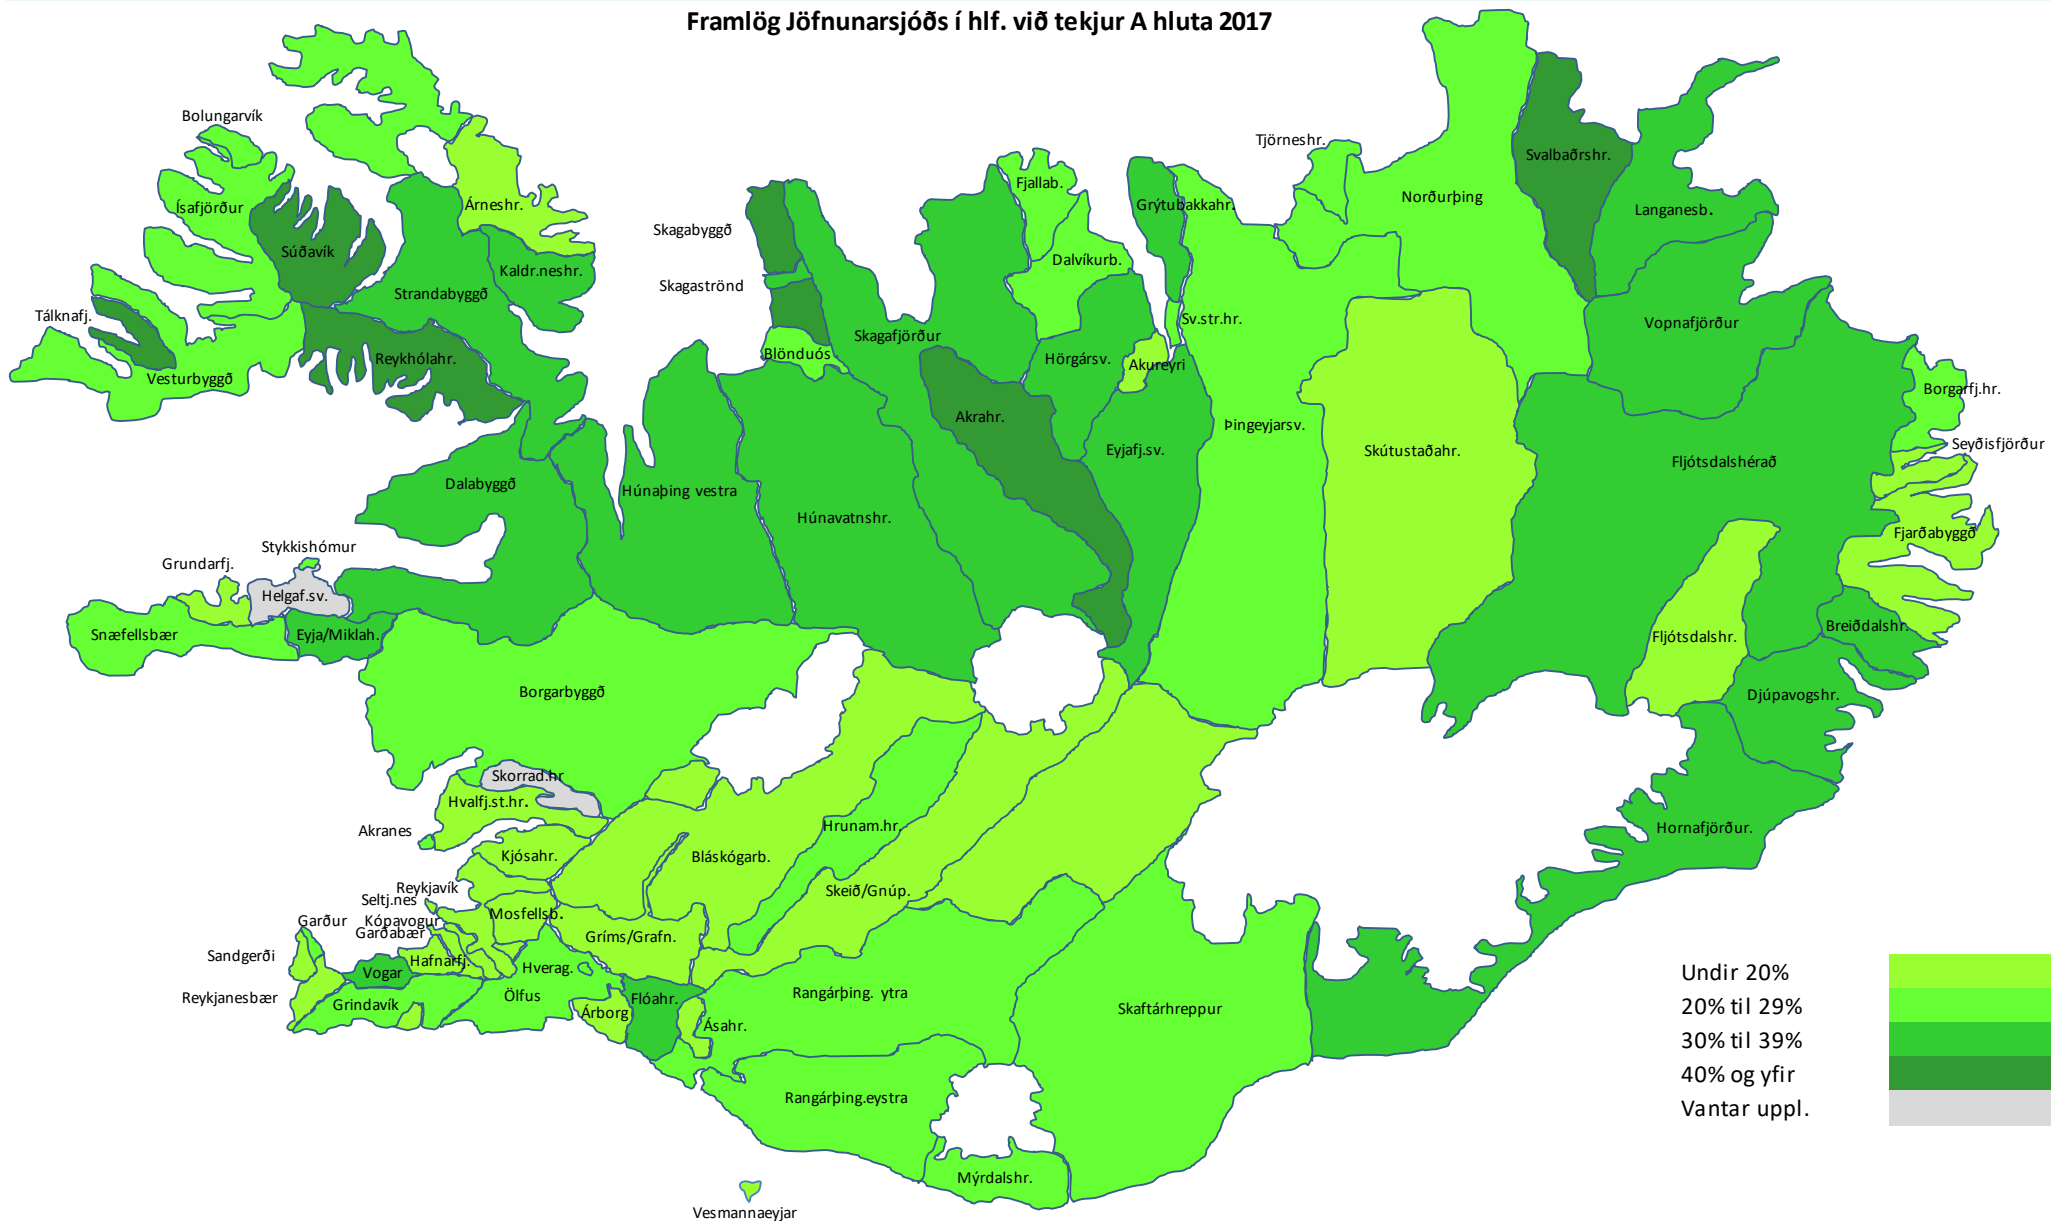 Framlög Jöfnunarsjóðs í hlf. við tekjur A hluta 2017
Bolungarvík
Tjörneshr.
Svalbaðrshr.
Fjallab.
Ísafjörður
Árneshr.
Grýtubakkahr.
Norðurþing
Langanesb.
Skagabyggð
Súðavík
Kaldr.neshr.
Dalvíkurb.
Skagaströnd
Strandabyggð
Tálknafj.
Sv.str.hr.
Vopnafjörður
Skagafjörður
Blönduós
Reykhólahr.
Hörgársv.
Akureyri
Vesturbyggð
Borgarfj.hr.
Akrahr.
Þingeyjarsv.
Seyðisfjörður
Eyjafj.sv.
Skútustaðahr.
Fljótsdalshérað
Dalabyggð
Húnaþing vestra
Húnavatnshr.
Fjarðabyggð
Stykkishómur
Grundarfj.
Helgaf.sv.
Snæfellsbær
Eyja/Miklah.
Breiðdalshr.
Fljótsdalshr.
Borgarbyggð
Djúpavogshr.
Skorrad.hr
Hvalfj.st.hr.
Akranes
Hrunam.hr.
Hornafjörður.
Kjósahr.
Bláskógarb.
Reykjavík
Skeið/Gnúp.
Seltj.nes
Mosfellsb.
Garður
Kópavogur
Garðabær
Gríms/Grafn.
Sandgerði
Hafnarfj.
Vogar
Hverag.
Undir 20%
Reykjanesbær
Grindavík
Ölfus
Flóahr.
Rangárþing. ytra
Skaftárhreppur
20% til 29%
Árborg
Ásahr.
30% til 39%
40% og yfir
Rangárþing.eystra
Vantar uppl.
Mýrdalshr.
Vesmannaeyjar